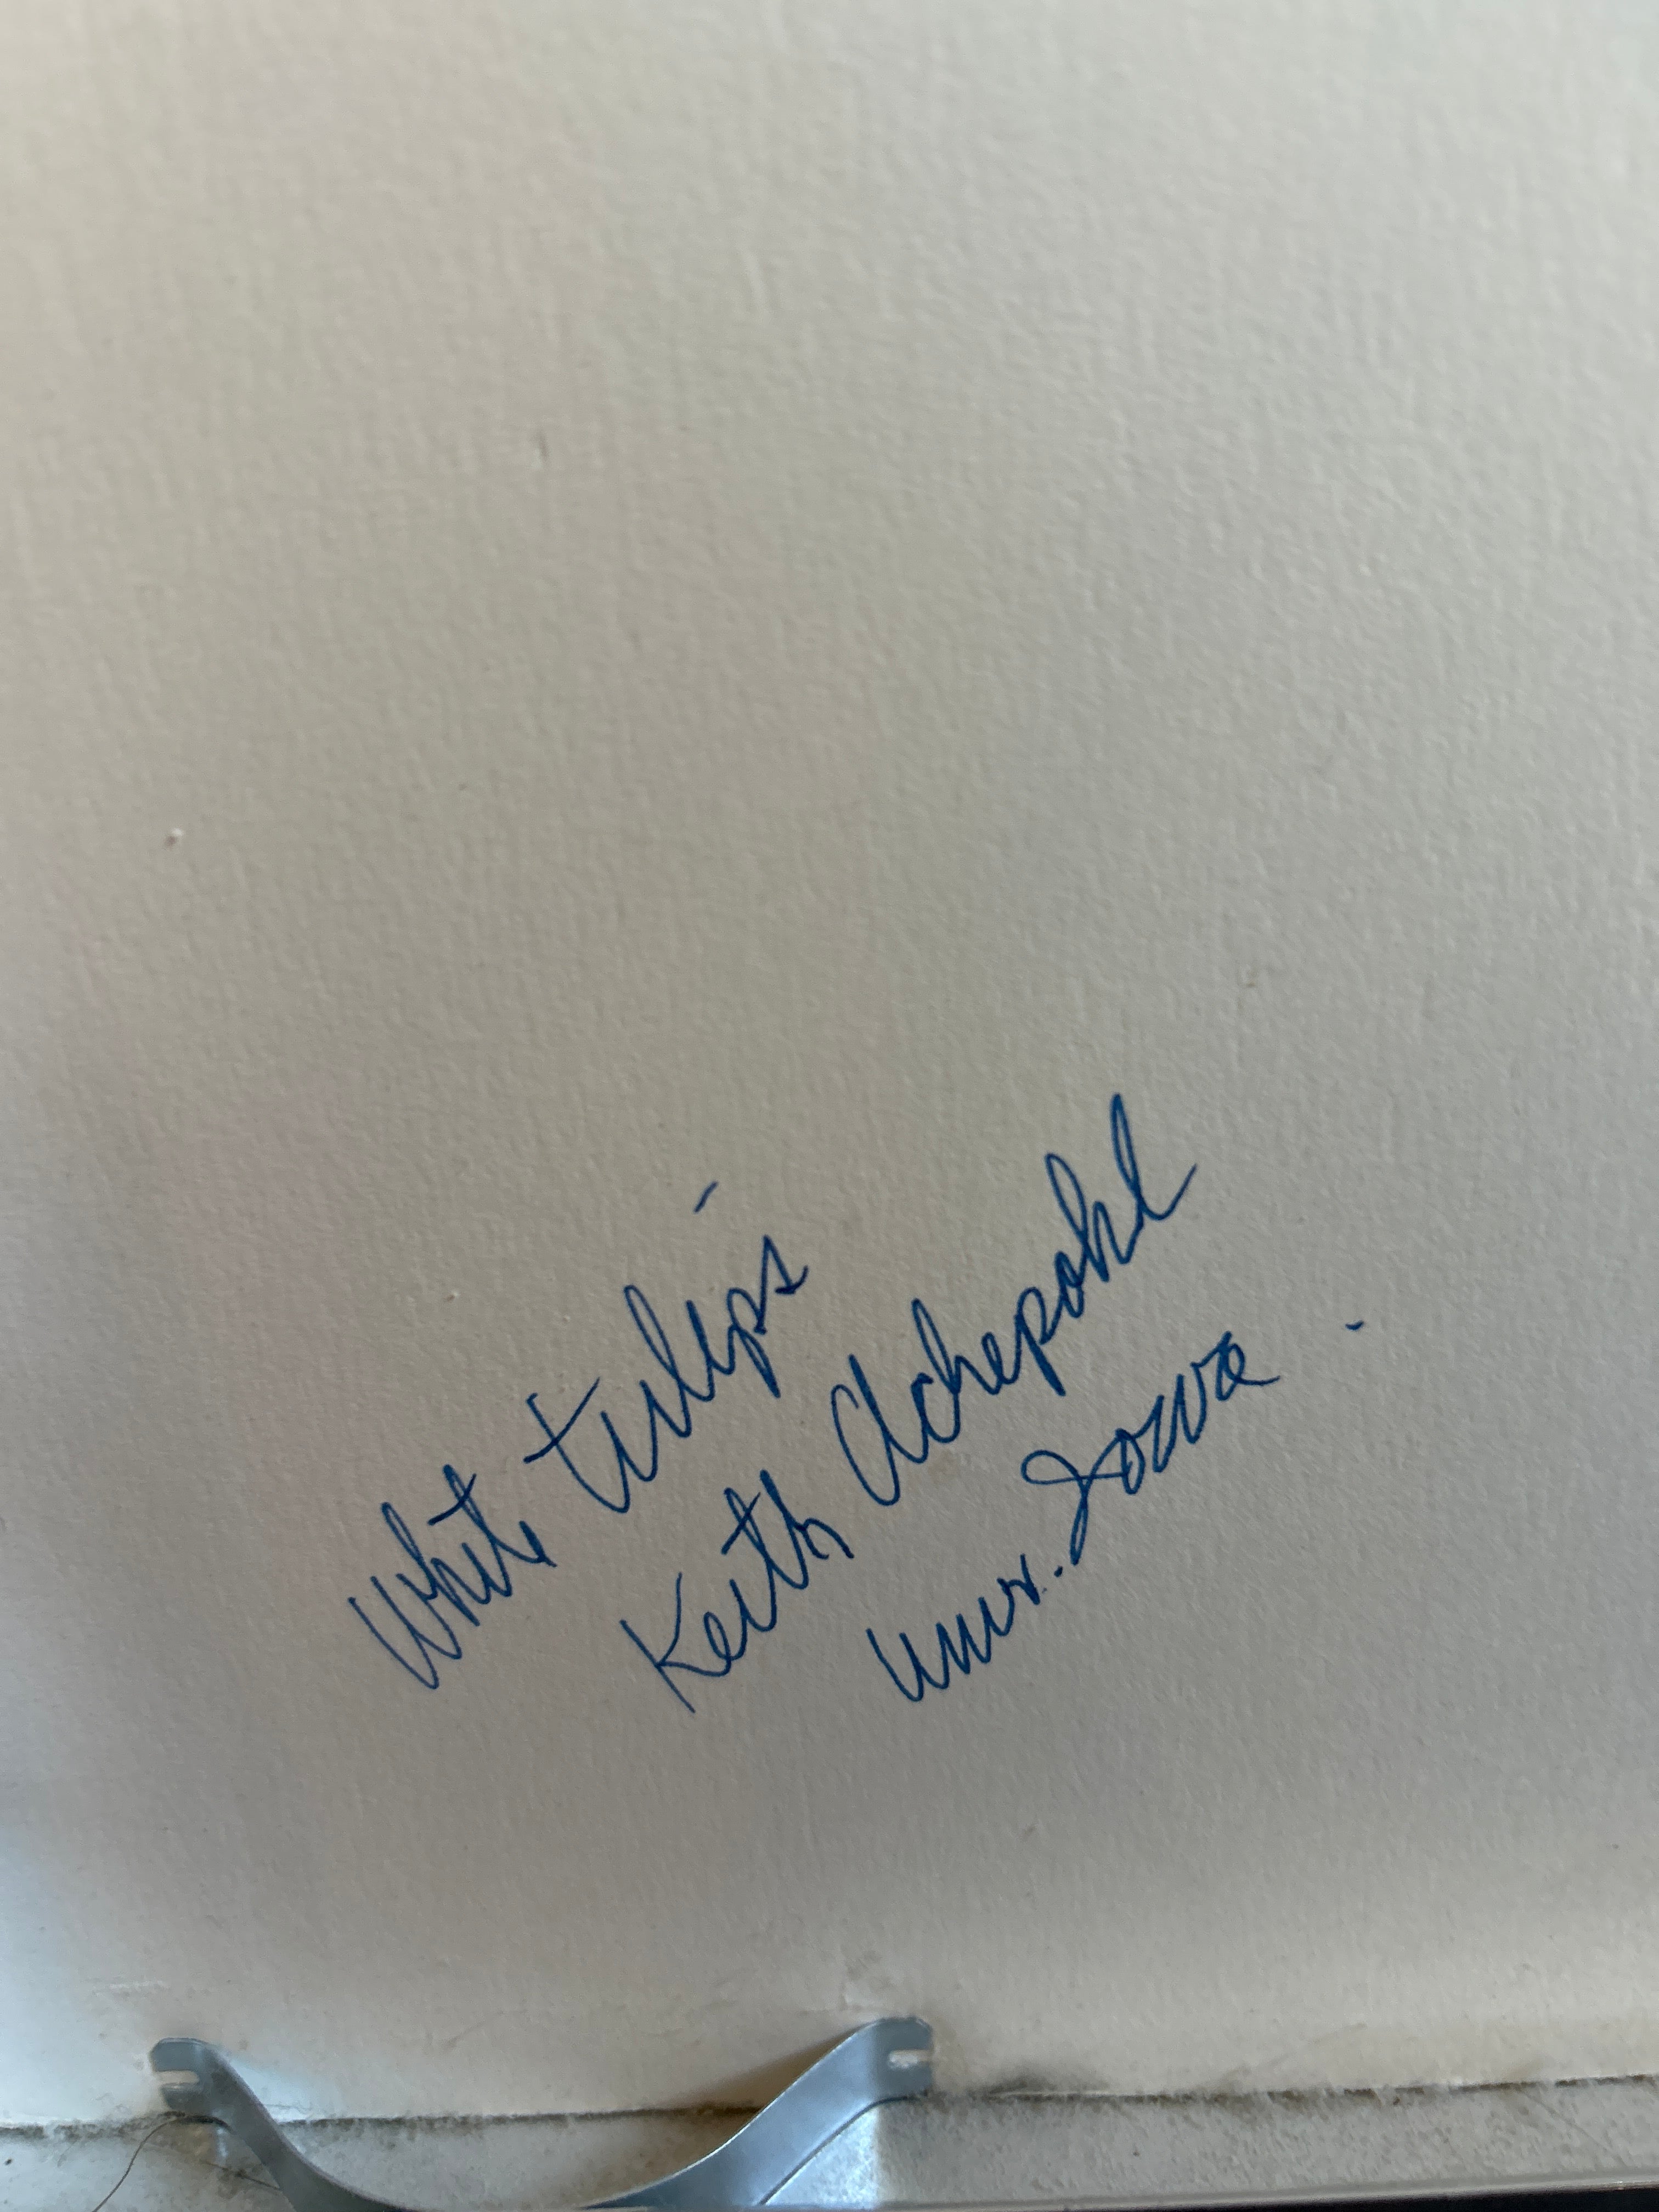 White tulips
Keith Achepohl
Univ. Iowa